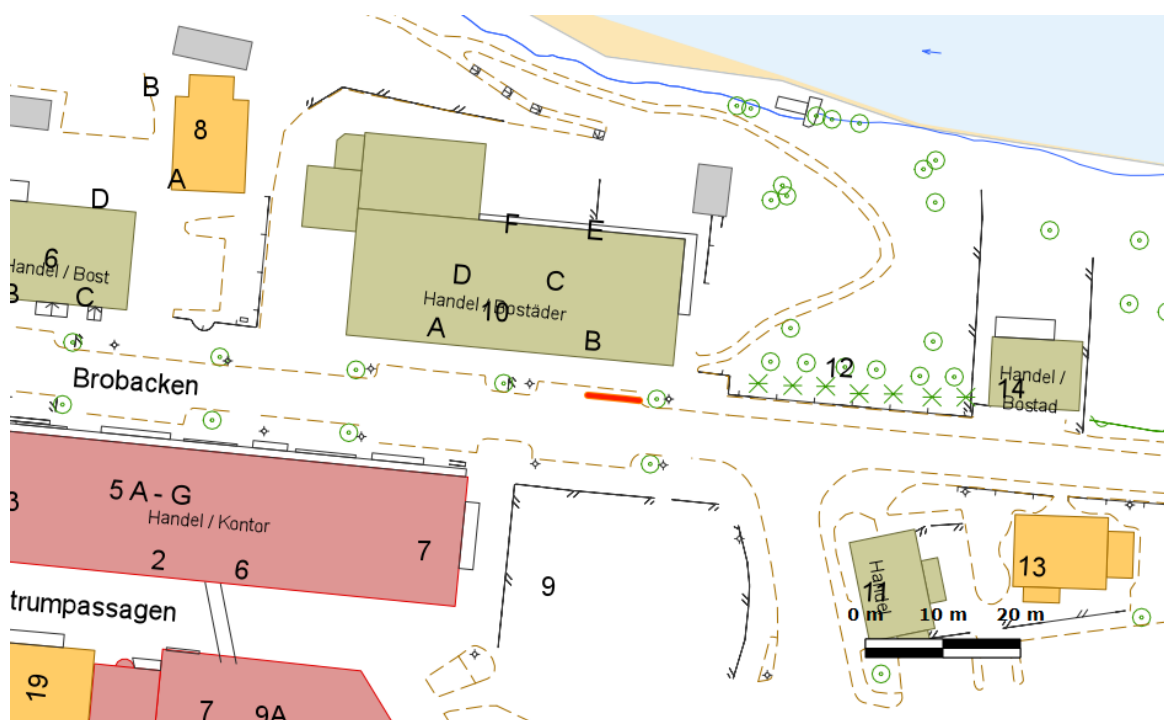 B
8
A
D
6
Handel / Bost
B
C
F
E
D
C
Handel / Bostäder
10
A
B
Brobacken
12
Handel /
14
Bostad
5 A - G
3
Handel / Kontor
2
6
7
9
11
Handel
13
0 m 10 m 20 m
trumpassagen
19
7
9A